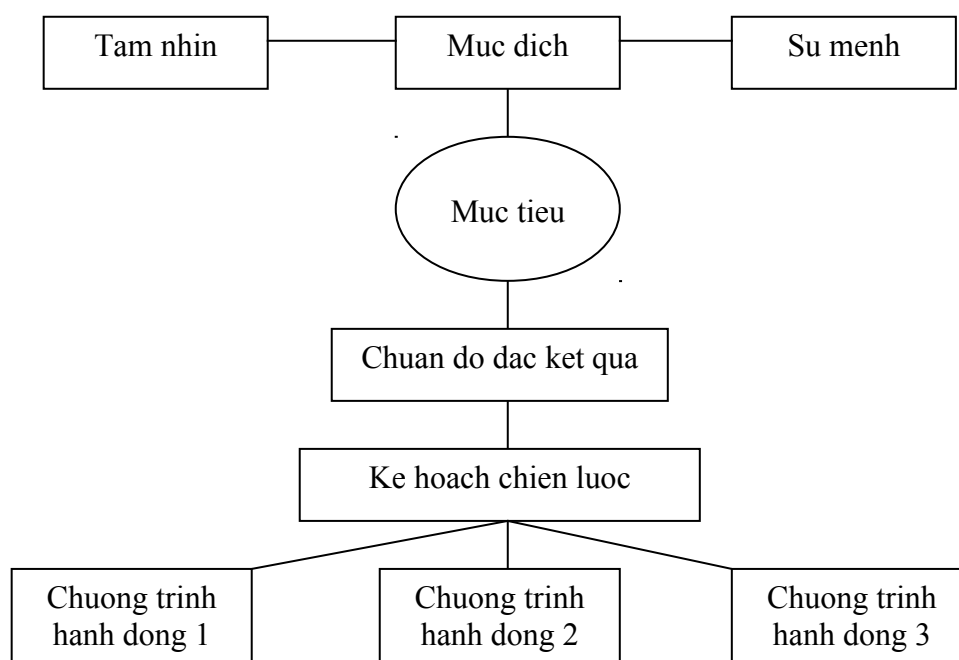 Tam nhin
Muc dich
Su menh
Muc tieu
Chuan do dac ket qua
Ke hoach chien luoc
Chuong trinh
hanh dong 1
Chuong trinh
hanh dong 2
Chuong trinh
hanh dong 3